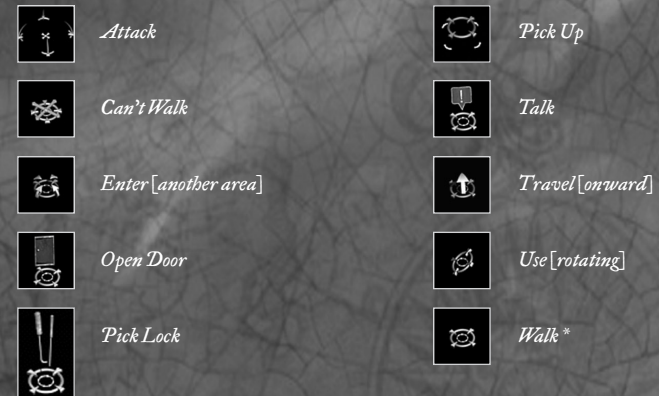 Attack
Can't Walk
Enter [another area]
Open Door
Pick Lock
Pick Up
!
Talk
Travel [onward]
Use [rotating]
Walk *